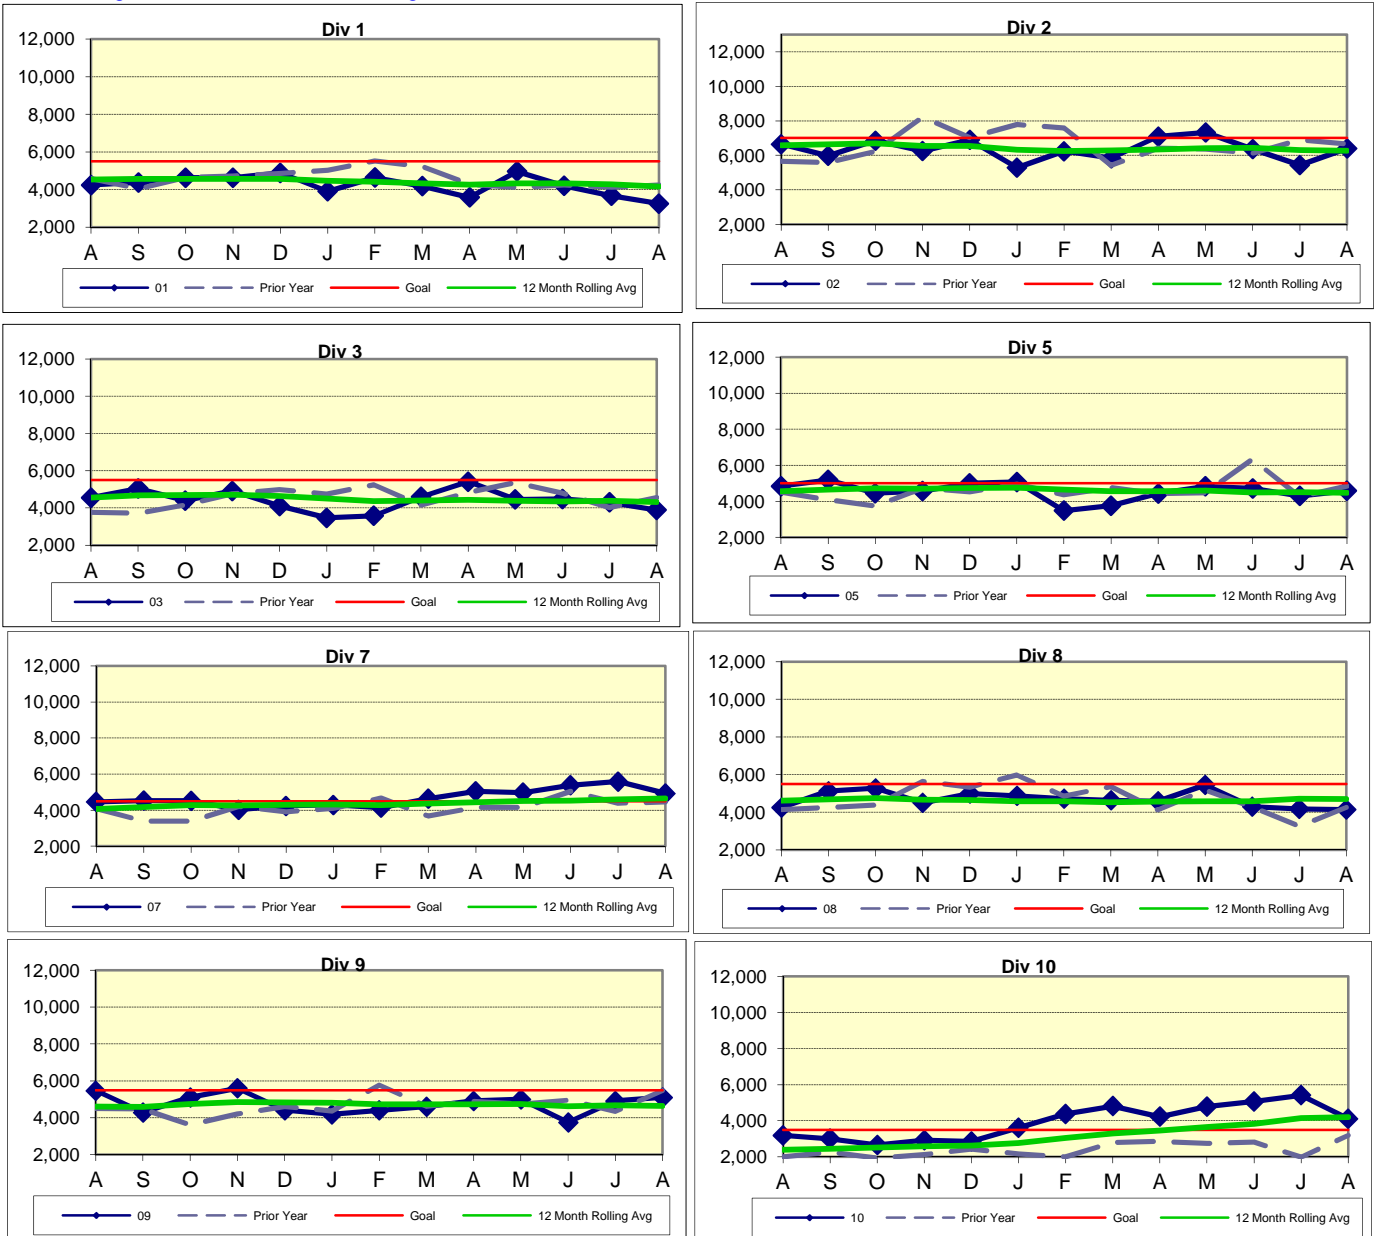 Div 1
12,000
10,000
8,000
6,000
4,000
2,000
A S O N D J F M A M J J A
01 Prior Year Goal 12 Month Rolling Avg
Div 2
12,000
10,000
8,000
6,000
4,000
2,000
A S O N D J F M A M J J A
02 Prior Year Goal 12 Month Rolling Avg
Div 3
12,000
10,000
8,000
6,000
4,000
2,000
A S O N D J F M A M J J A
03 Prior Year Goal 12 Month Rolling Avg
Div 5
12,000
10,000
8,000
6,000
4,000
2,000
A S O N D J F M A M J J A
05 Prior Year Goal 12 Month Rolling Avg
Div 7
12,000
10,000
8,000
6,000
4,000
2,000
A S O N D J F M A M J J A
07 Prior Year Goal 12 Month Rolling Avg
Div 8
12,000
10,000
8,000
6,000
4,000
2,000
A S O N D J F M A M J J A
08 Prior Year Goal 12 Month Rolling Avg
Div 9
12,000
10,000
8,000
6,000
4,000
2,000
A S O N D J F M A M J J A
09 Prior Year Goal 12 Month Rolling Avg
Div 10
12,000
10,000
8,000
6,000
4,000
2,000
A S O N D J F M A M J J A
10 Prior Year Goal 12 Month Rolling Avg